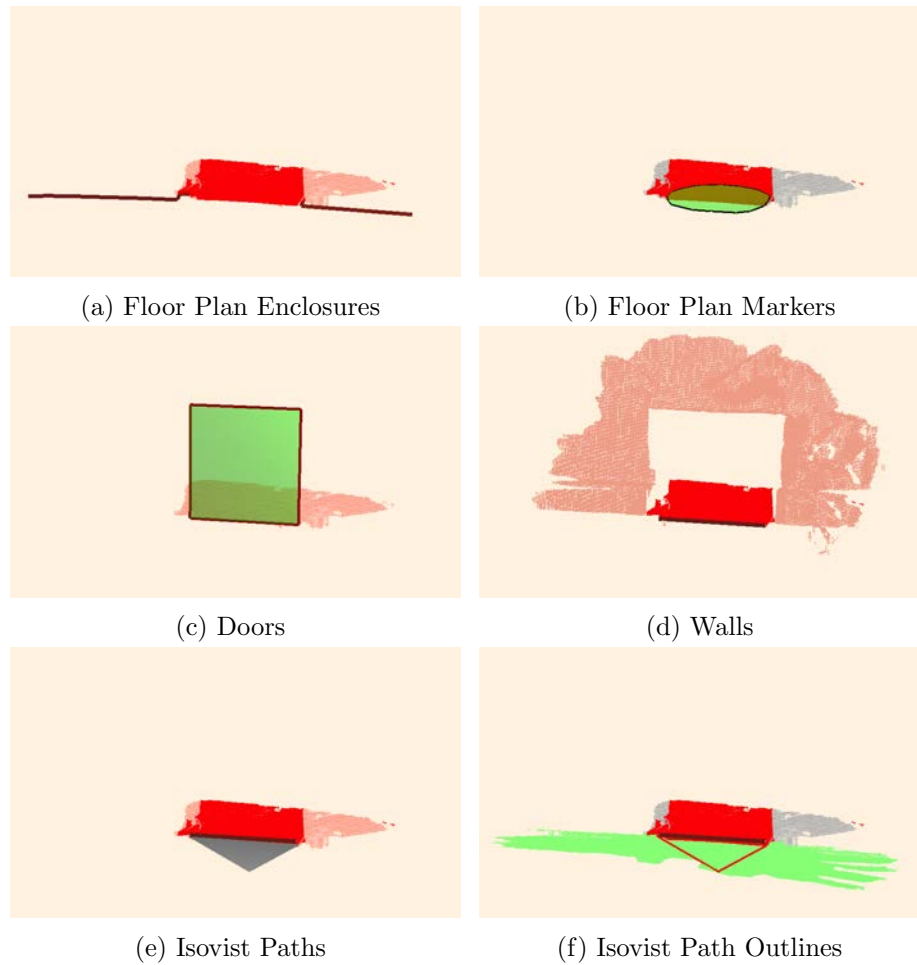 (a) Floor Plan Enclosures
(b) Floor Plan Markers
(c) Doors
(d) Walls
(e) Isovist Paths
(f) Isovist Path Outlines